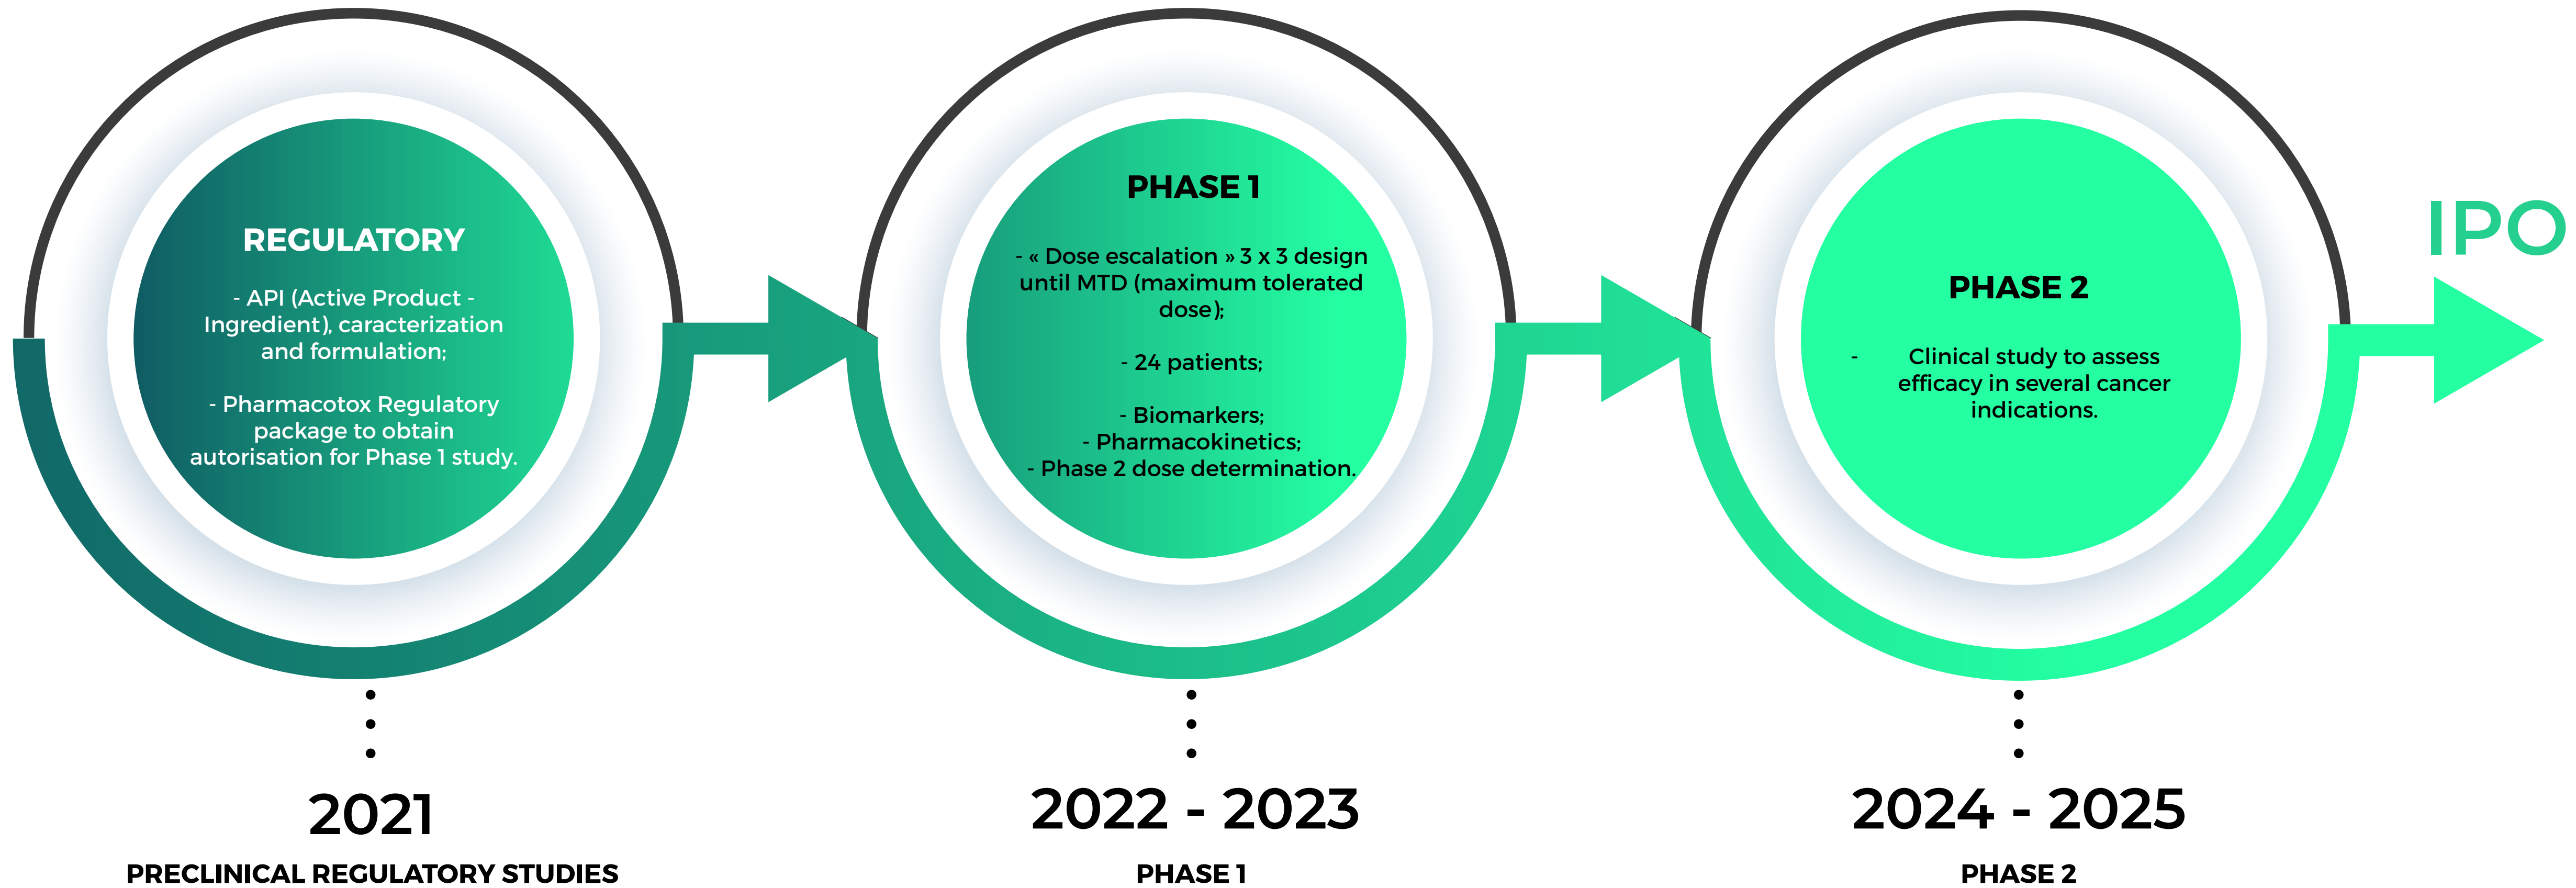 REGULATORY
- API (Active Product -
Ingredient), caracterization
and formulation;
- Pharmacotox Regulatory
package to obtain
autorisation for Phase 1 study.
PHASE 1
- « Dose escalation » 3 x 3 design
until MTD (maximum tolerated
dose);
- 24 patients;
- Biomarkers;
- Pharmacokinetics;
- Phase 2 dose determination.
PHASE 2
- Clinical study to assess
efficacy in several cancer
indications.
IPO
2021
PRECLINICAL REGULATORY STUDIES
2022 - 2023
PHASE 1
2024 - 2025
PHASE 2